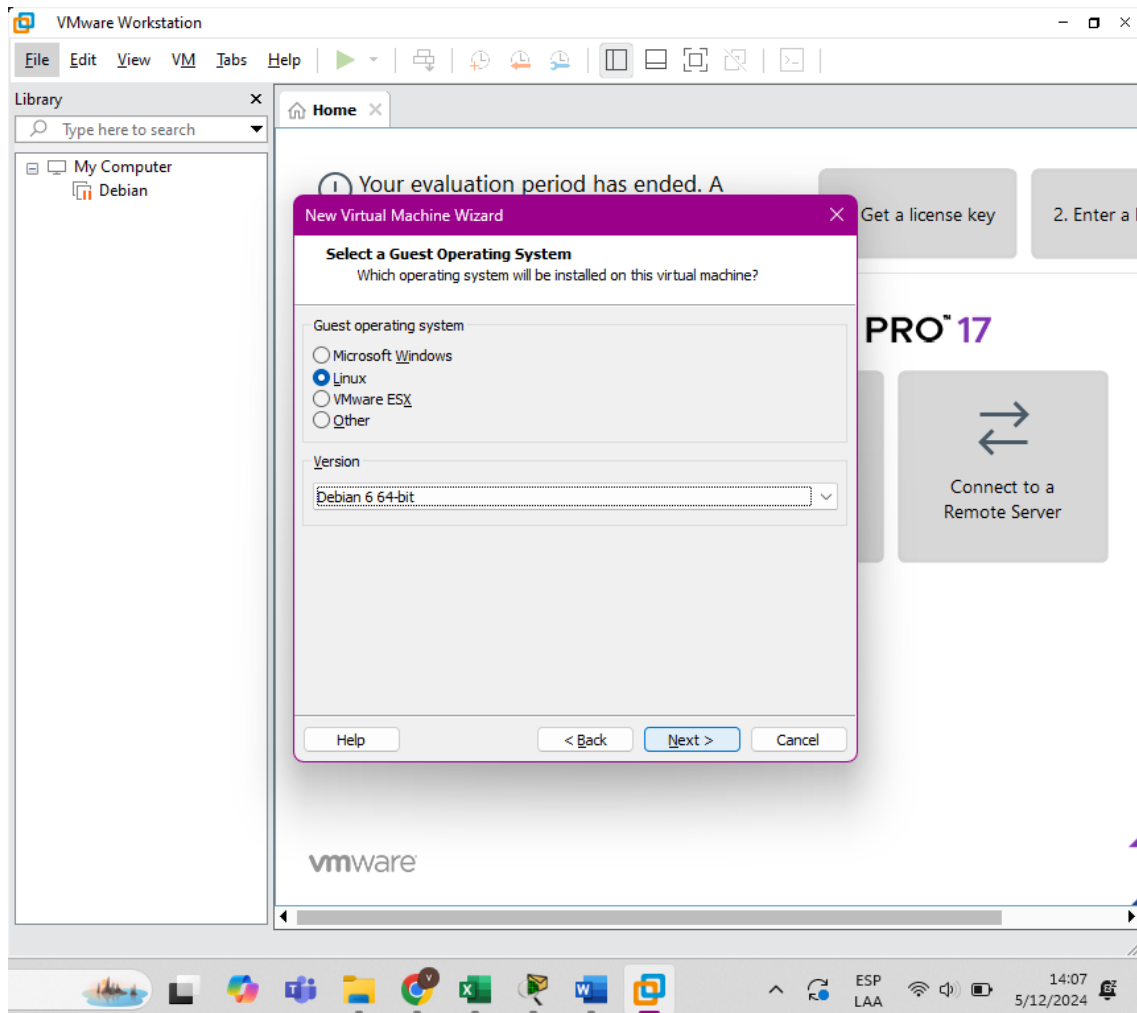 VMware Workstation
File Edit View VM Tabs Help
Library
Type here to search
My Computer
Debian
Home
Your evaluation period has ended. A
Get a license key
2. Enter a
New Virtual Machine Wizard
Select a Guest Operating System
Which operating system will be installed on this virtual machine?
Guest operating system
Microsoft Windows
Linux
VMware ESX
Other
Version
Debian 6 64-bit
Help
< Back
Next >
Cancel
PRO™ 17
Connect to a
Remote Server
vmware
ESP
LAA
14:07
5/12/2024